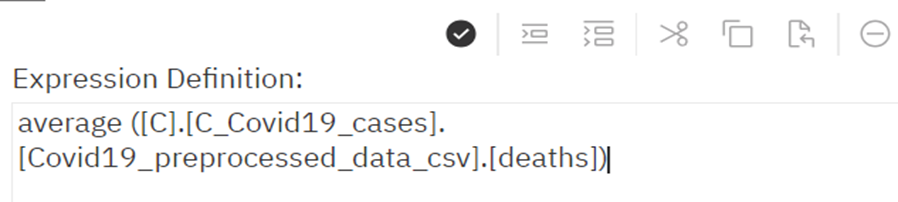 Expression Definition:
average ([C].[C_Covid19_cases].
[Covid19_preprocessed_data_csv].[deaths])